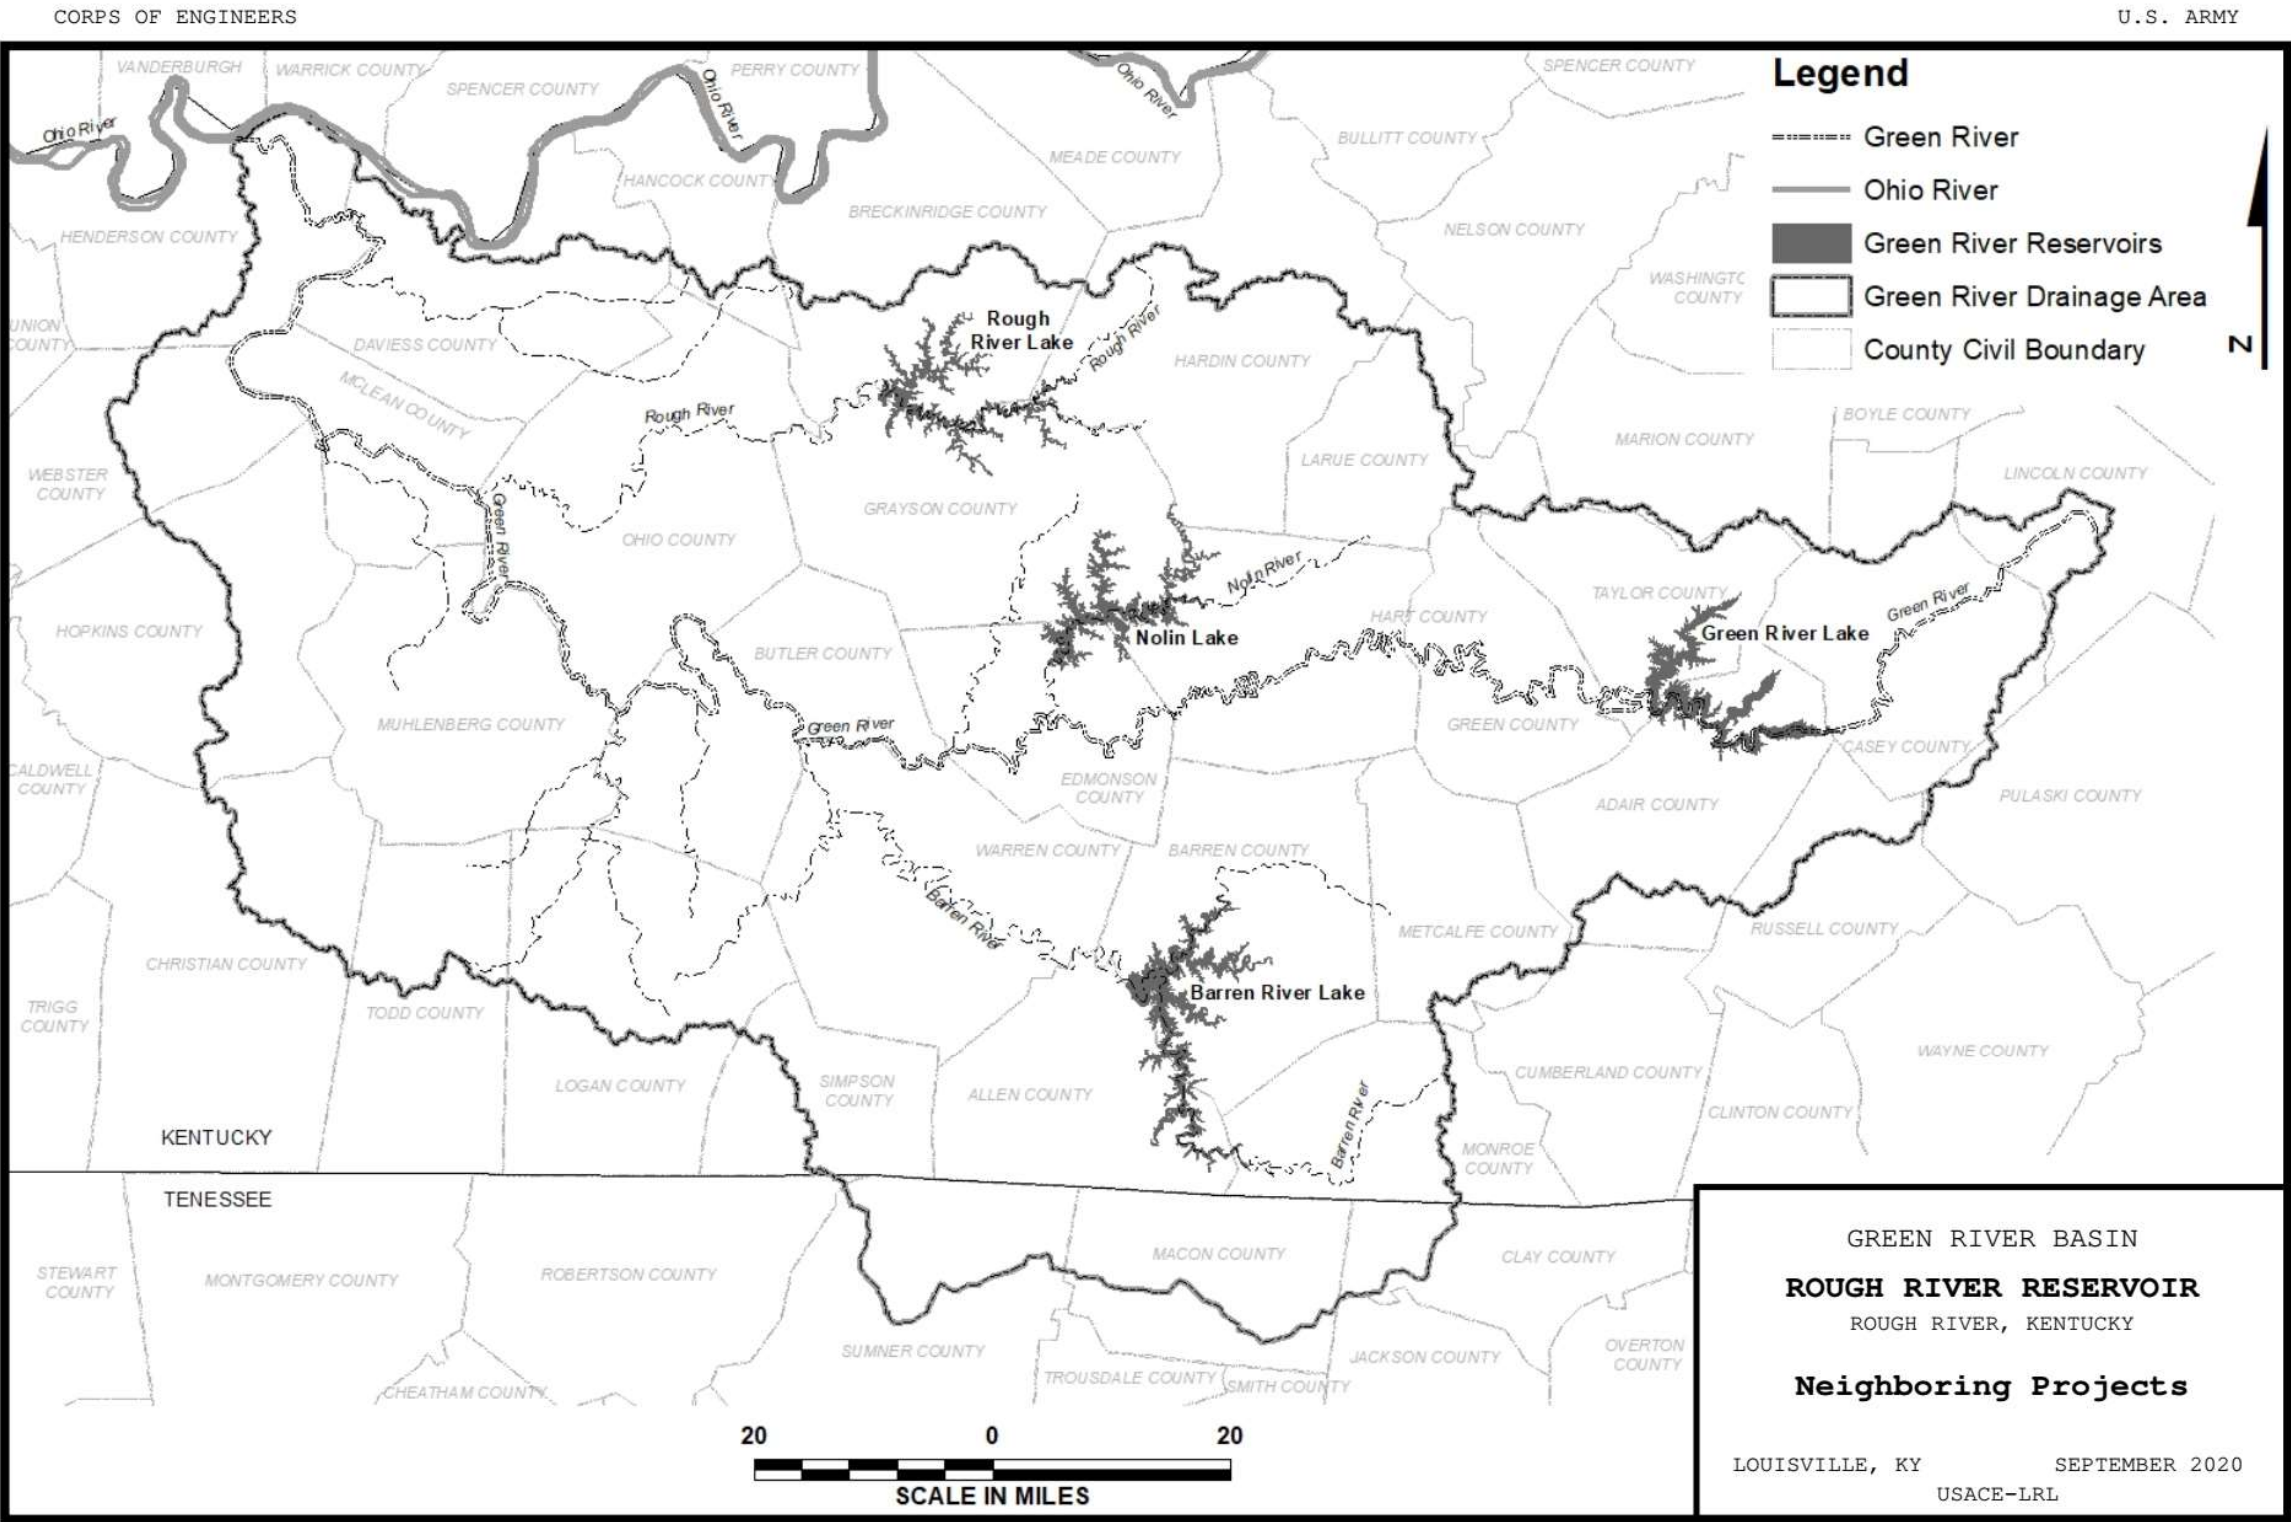 CORPS OF ENGINEERS
U.S. ARMY
VANDERBURGH
WARRICK COUNTY
SPENCER COUNTY
PERRY COUNTY
Ohio River
Ohio River
Ohio River
SPENCER COUNTY
Legend
Green River
Ohio River
Green River Reservoirs
Green River Drainage Area
County Civil Boundary
N
HANCOCK COUNTY
MEADE COUNTY
BULLITT COUNTY
HENDERSON COUNTY
BRECKINRIDGE COUNTY
NELSON COUNTY
WASHINGTC
COUNTY
UNION
COUNTY
DAVIESS COUNTY
Rough
River Lake
Rough River
HARDIN COUNTY
MCLEAN COUNTY
Rough River
BOYLE COUNTY
MARION COUNTY
LARUE COUNTY
LINCOLN COUNTY
WEBSTER
COUNTY
GRAYSON COUNTY
Green River
OHIO COUNTY
Nolin River
TAYLOR COUNTY
Green River
HART COUNTY
HOPKINS COUNTY
Nolin Lake
Green River Lake
BUTLER COUNTY
MUHLENBERG COUNTY
Green River
GREEN COUNTY
CASEY COUNTY
CALDWELL
COUNTY
EDMONSON
COUNTY
ADAIR COUNTY
PULASKI COUNTY
WARREN COUNTY
BARREN COUNTY
Barren River
METCALFE COUNTY
RUSSELL COUNTY
CHRISTIAN COUNTY
Barren River Lake
TRIGG
COUNTY
TODD COUNTY
WAYNE COUNTY
LOGAN COUNTY
SIMPSON
COUNTY
ALLEN COUNTY
CUMBERLAND COUNTY
CLINTON COUNTY
Barren River
MONROE
COUNTY
KENTUCKY
TENESSEE
STEWART
COUNTY
MONTGOMERY COUNTY
ROBERTSON COUNTY
MACON COUNTY
CLAY COUNTY
SUMNER COUNTY
JACKSON COUNTY
OVERTON
COUNTY
TROUSDALE COUNTY
SMITH COUNTY
CHEATHAM COUNTY
20 0 20
SCALE IN MILES
GREEN RIVER BASIN
ROUGH RIVER RESERVOIR
ROUGH RIVER, KENTUCKY
Neighboring Projects
LOUISVILLE, KY SEPTEMBER 2020
USACE-LRL